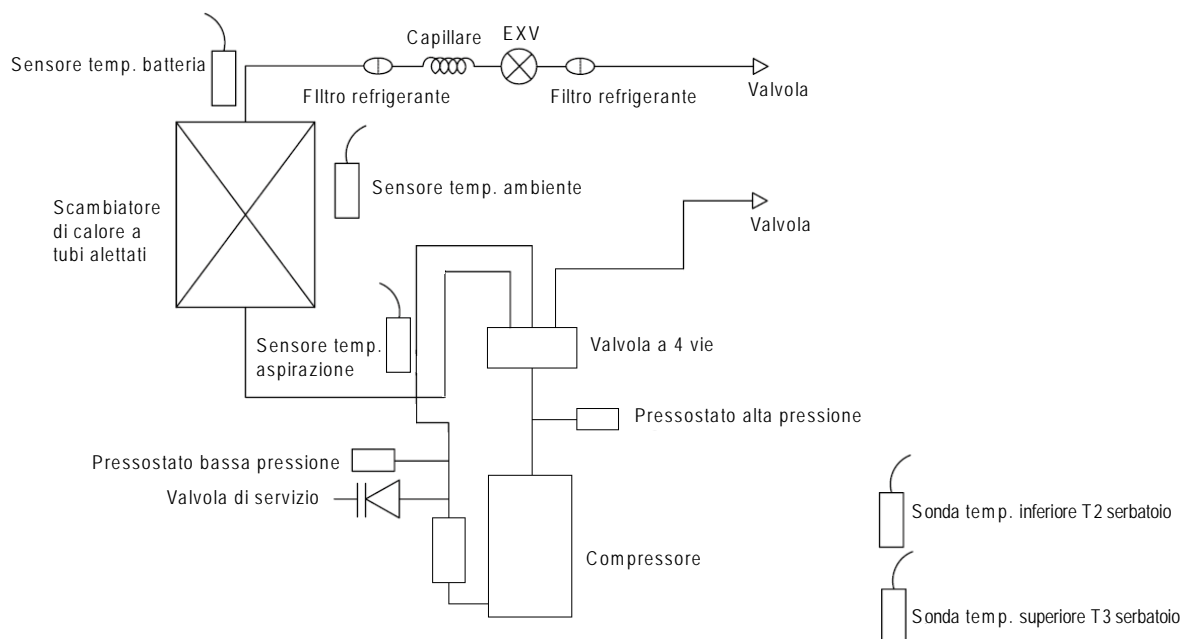 Capillare
EXV
Sensore temp. batteria
FIltro refrigerante
Filtro refrigerante
Valvola
Sensore temp. ambiente
Scambiatore
di calore a
tubi alettati
Valvola
Sensore temp.
aspirazione
Valvola a 4 vie
Pressostato alta pressione
Pressostato bassa pressione
Valvola di servizio
Compressore
Sonda temp. inferiore T2 serbatoio
Sonda temp. superiore T3 serbatoio